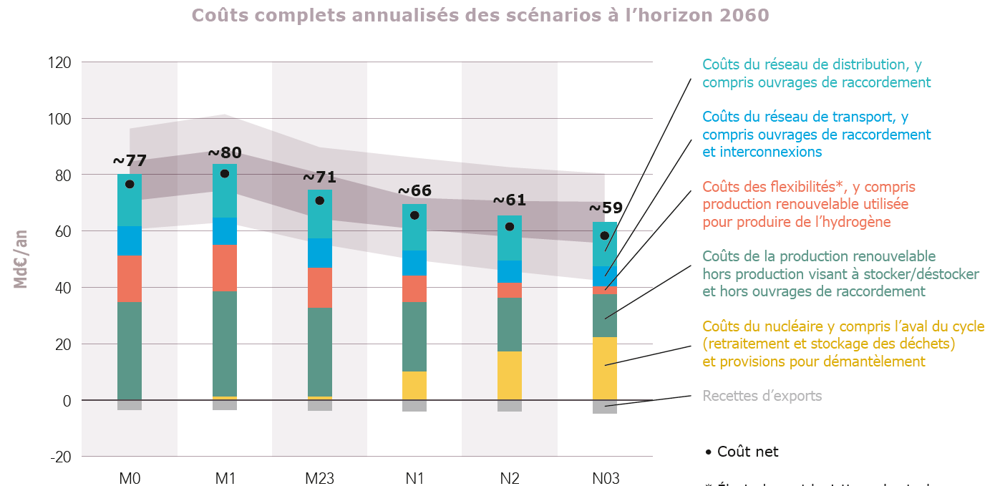 Coûts complets annualisés des scénarios à l’horizon 2060
120
100
80
60
40
20
0
-20
Md€/an
~77
~80
~71
~66
~61
~59
M0
M1
M23
N1
N2
N03
Coûts du réseau de distribution, y
compris ouvrages de raccordement
Coûts du réseau de transport, y
compris ouvrages de raccordement
et interconnexions
Coûts des flexibilités*, y compris
production renouvelable utilisée
pour produire de l’hydrogène
Coûts de la production renouvelable
hors production visant à stocker/déstocker
et hors ouvrages de raccordement
Coûts du nucléaire y compris l’aval du cycle
(retraitement et stockage des déchets)
et provisions pour démantèlement
Recettes d’exports
• Coût net